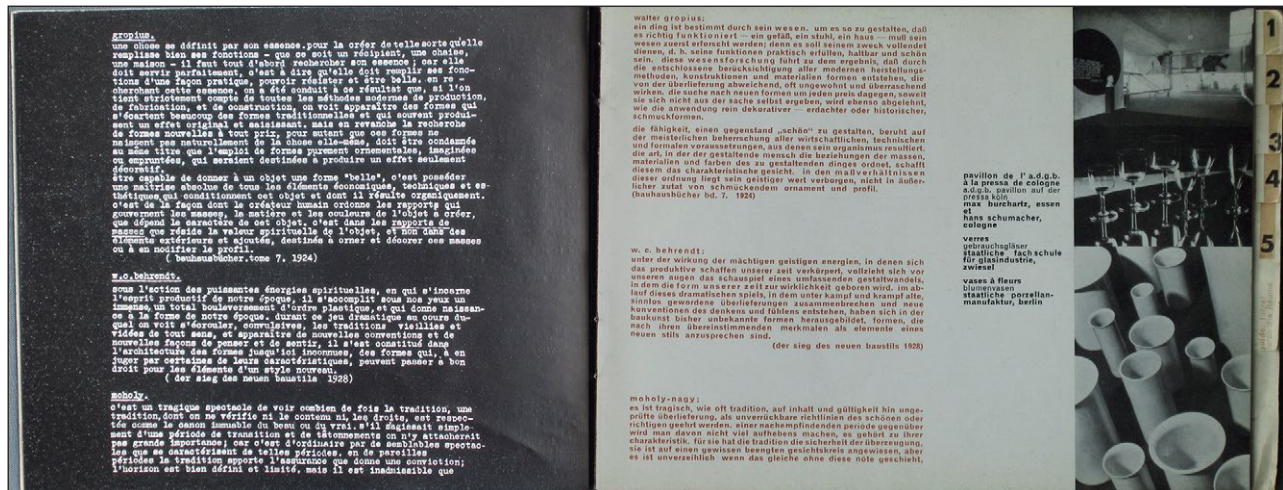 gropius.
une chose se définit par son essence.pour la créer de telle sorte qu'elle
remplisse bien ses fonctions - que ce soit un récipient, une chaise,
une maison - il faut tout d'abord rechercher son essence ; car elle
doit servir parfaitement, c'est à dire qu'elle doit remplir ses fonc-
tions d'une façon pratique, pouvoir résister et être belle. en re -
cherchant cette essence, on a été conduit à ce résultat que, si l'on
tient strictement compte de toutes les méthodes modernes de production,
de fabrication, et de construction, on voit apparaître des formes qui
s'écartent beaucoup des formes traditionnelles et qui souvent produi-
sent un effet original et saisissant. mais en revanche la recherche
de formes nouvelles à tout prix, pour autant que ces formes ne
naissent pas naturellement de la chose elle-même, doit être condamnée
au même titre que l'emploi de formes purement ornementales, imaginées
ou empruntées, qui seraient destinées à produire un effet seulement
décoratif.
être capable de donner à un objet une forme "belle", c'est posséder
une maîtrise absolue de tous les éléments économiques, techniques et es-
thétiques,qui conditionnent cet objet et dont il résulte organiquement.
c'est de la façon dont le créateur humain ordonne les rapports qui
gouvernent les masses, la matière et les couleurs de l'objet à créer,
que dépend le caractère de cet objet. c'est dans les rapports de
masses que réside la valeur spirituelle de l'objet, et non dans des
éléments extérieurs et ajoutés, destinés à orner et décorer ces masses
ou à en modifier le profil.
( bauhausbücher.tome 7. 1924)
w.c.behrendt.
sous l'action des puissantes énergies spirituelles, en qui s'incarne
l'esprit productif de notre époque, il s'accomplit sous nos yeux un
immense,un total bouleversement d'ordre plastique,et qui donne naissan-
ce à la forme de notre époque. durant ce jeu dramatique au cours du-
quel on voit s'écrouler, convulsives, les traditions vieillies et
vidées de tout sens, et apparaître de nouvelles conventions et de
nouvelles façons de penser et de sentir, il s'est constitué dans
l'architecture des formes jusqu'ici inconnues, des formes qui, à en
juger par certaines de leurs caractéristiques, peuvent passer à bon
droit pour les éléments d'un style nouveau.
( der sieg des neuen baustils 1928)
moholy.
c'est un tragique spectacle de voir combien de fois la tradition, une
tradition,dont on ne vérifie ni le contenu ni,les droits, est respec-
tée comme le canon immuable du beau ou du vrai.s'il s'agissait simple-
ment d'une période de transition et de tâtonnements on n'y attacherait
pas grande importance; car c'est d'ordinaire par de semblables spectac-
les que se caractérisent de telles périodes. en de pareilles
périodes la tradition apporte l'assurance que donne une conviction;
l'horizon est bien défini et limité, mais il est inadmissible que
walter gropius:
ein ding ist bestimmt durch sein wesen. um es so zu gestalten, daß
es richtig funktioniert — ein gefäß, ein stuhl, ein haus — muß sein
wesen zuerst erforscht werden; denn es soll seinem zweck vollendet
dienen, d. h. seine funktionen praktisch erfüllen, haltbar und schön
sein. diese wesensforschung führt zu dem ergebnis, daß durch
die entschlossene berücksichtigung aller modernen herstellungs-
methoden, konstruktionen und materialien formen entstehen, die
von der überlieferung abweichend, oft ungewohnt und überraschend
wirken. die suche nach neuen formen um jeden preis dagegen, soweit
sie sich nicht aus der sache selbst ergeben, wird ebenso abgelehnt,
wie die anwendung rein dekorativer — erdachter oder historischer,
schmuckformen.
die fähigkeit, einen gegenstand „schön" zu gestalten, beruht auf
der meisterlichen beherrschung aller wirtschaftlichen, technischen
und formalen voraussetzungen, aus denen sein organismus resultiert.
die art, in der der gestaltende mensch die beziehungen der massen,
materialien und farben des zu gestaltenden dinges ordnet, schafft
diesem das charakteristische gesicht. in den maßverhältnissen
dieser ordnung liegt sein geistiger wert verborgen, nicht in äußer-
licher zutat von schmückendem ornament und profil.
(bauhausbücher bd. 7. 1924)
w. c. behrendt:
unter der wirkung der mächtigen geistigen energien, in denen sich
das produktive schaffen unserer zeit verkörpert, vollzieht sich vor
unseren augen das schauspiel eines umfassenden gestaltwandels,
in dem die form unserer zeit zur wirklichkeit geboren wird. im ab-
lauf dieses dramatischen spiels, in dem unter kampf und krampf alte,
sinnlos gewordene überlieferungen zusammenbrechen und neue
konventionen des denkens und fühlens entstehen, haben sich in der
baukunst bisher unbekannte formen herausgebildet, formen, die
nach ihren übereinstimmenden merkmalen als elemente eines
neuen stils anzusprechen sind.
(der sieg des neuen baustils 1928)
moholy-nagy:
es ist tragisch, wie oft tradition, auf inhalt und gültigkeit hin unge-
prüfte überlieferung, als unverrückbare richtlinien des schönen oder
richtigen geehrt werden. einer nachempfindenden periode gegenüber
wird man davon nicht viel aufhebens machen, es gehört zu ihrer
charakteristik. für sie hat die tradition die sicherheit der überzeugung,
sie ist auf einen gewissen beengten gesichtskreis angewiesen, aber
es ist unverzeihlich wenn das gleiche ohne diese nöte geschieht,
pavillon de l'a.d.g.b.
à la pressa de cologne
a.d.g.b. pavillon auf der
pressa köln
max burchartz, essen
et
hans schumacher,
cologne
verres
gebrauchsgläser
staatliche fachschule
für glasindustrie,
zwiesel
vases à fleurs
blumenvasen
staatliche porzellan-
manufaktur, berlin
1
2
3
4
5